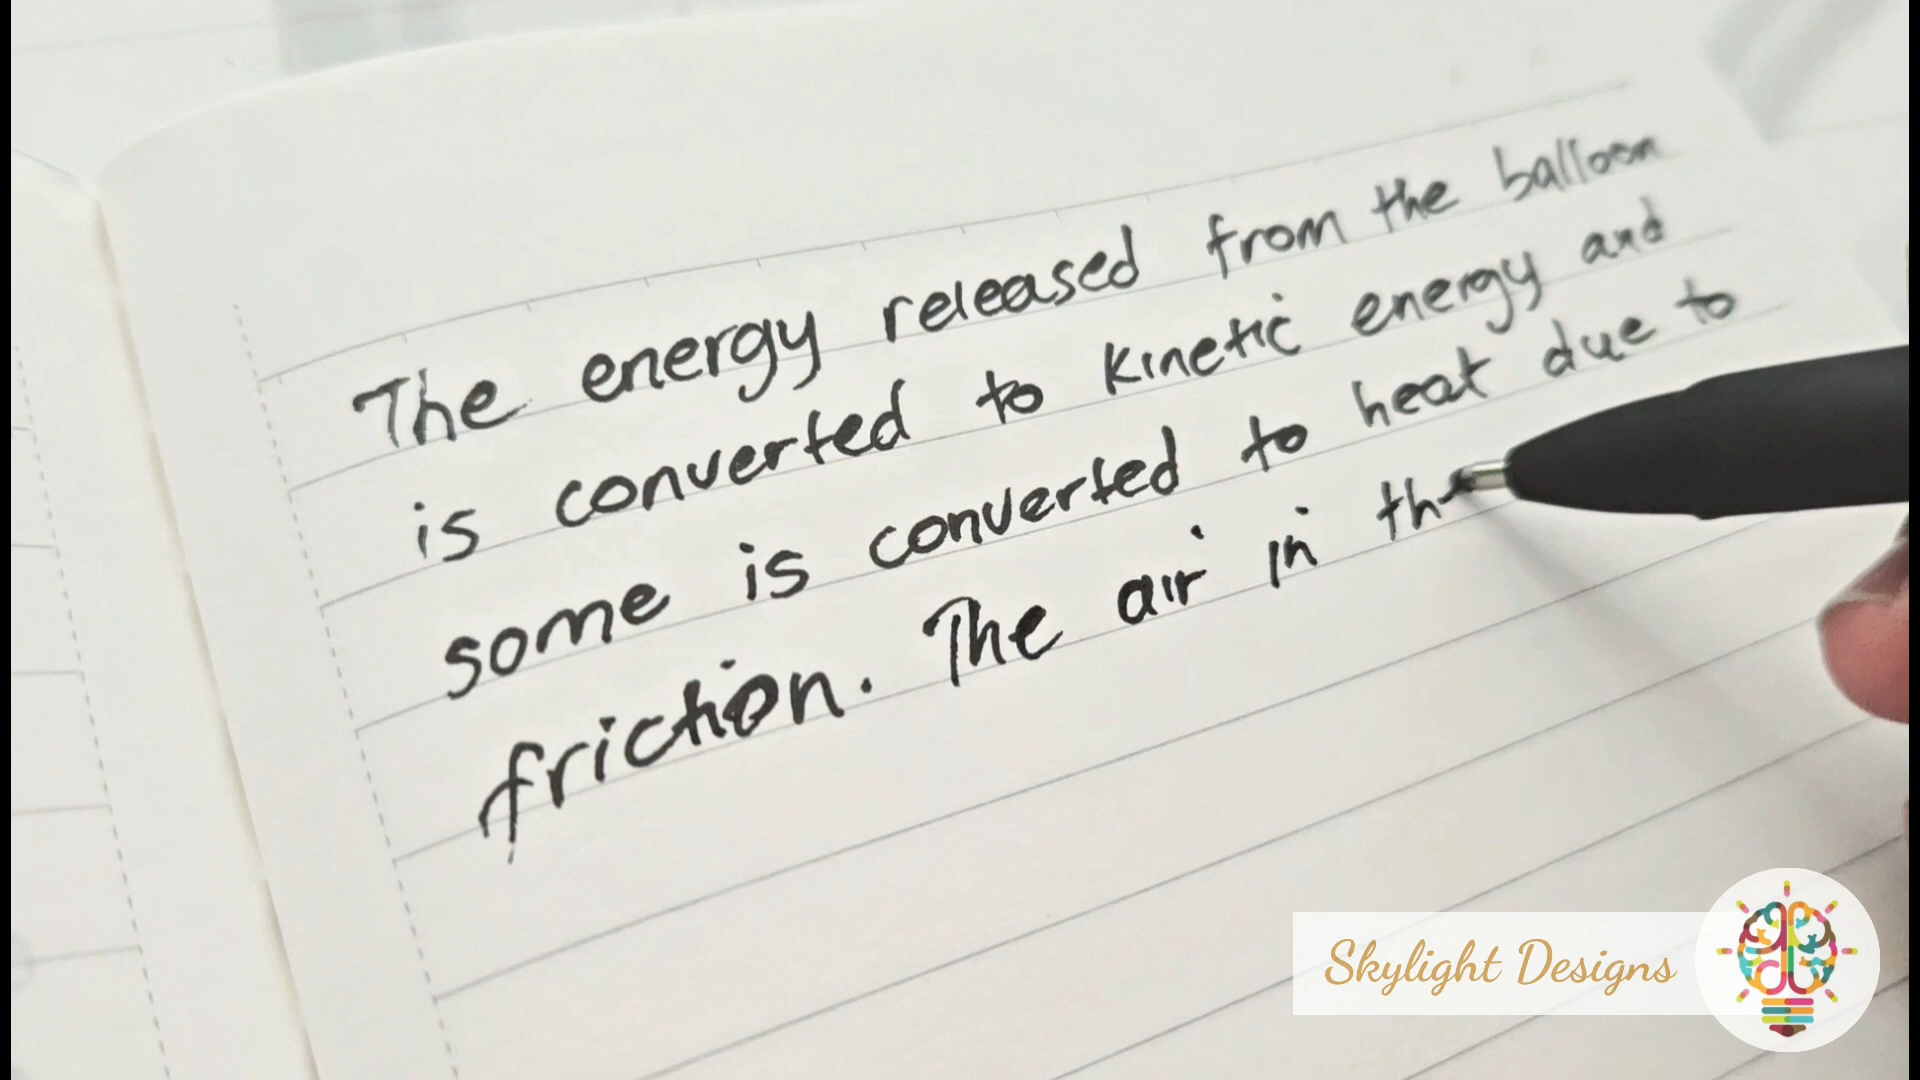 The energy released from the balloon
is converted to kinetic energy and
some is converted to heat due to
friction. The air in
Skylight Designs